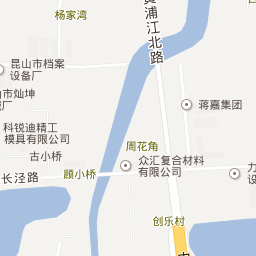 杨家湾
黄浦江北路
昆山市档案
设备厂
山市灿坤
械厂
蒋嘉集团
科锐迪精工
模具有限公司
周花角
古小桥
众汇复合材料
有限公司
顾小桥
长泾路
力
创乐村